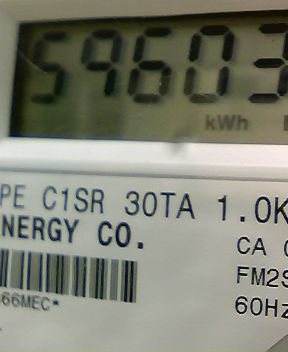 59603
kWh
PE C1SR 30TA 1.0K
NERGY CO.
CA
FM2S
66MEC*
60Hz